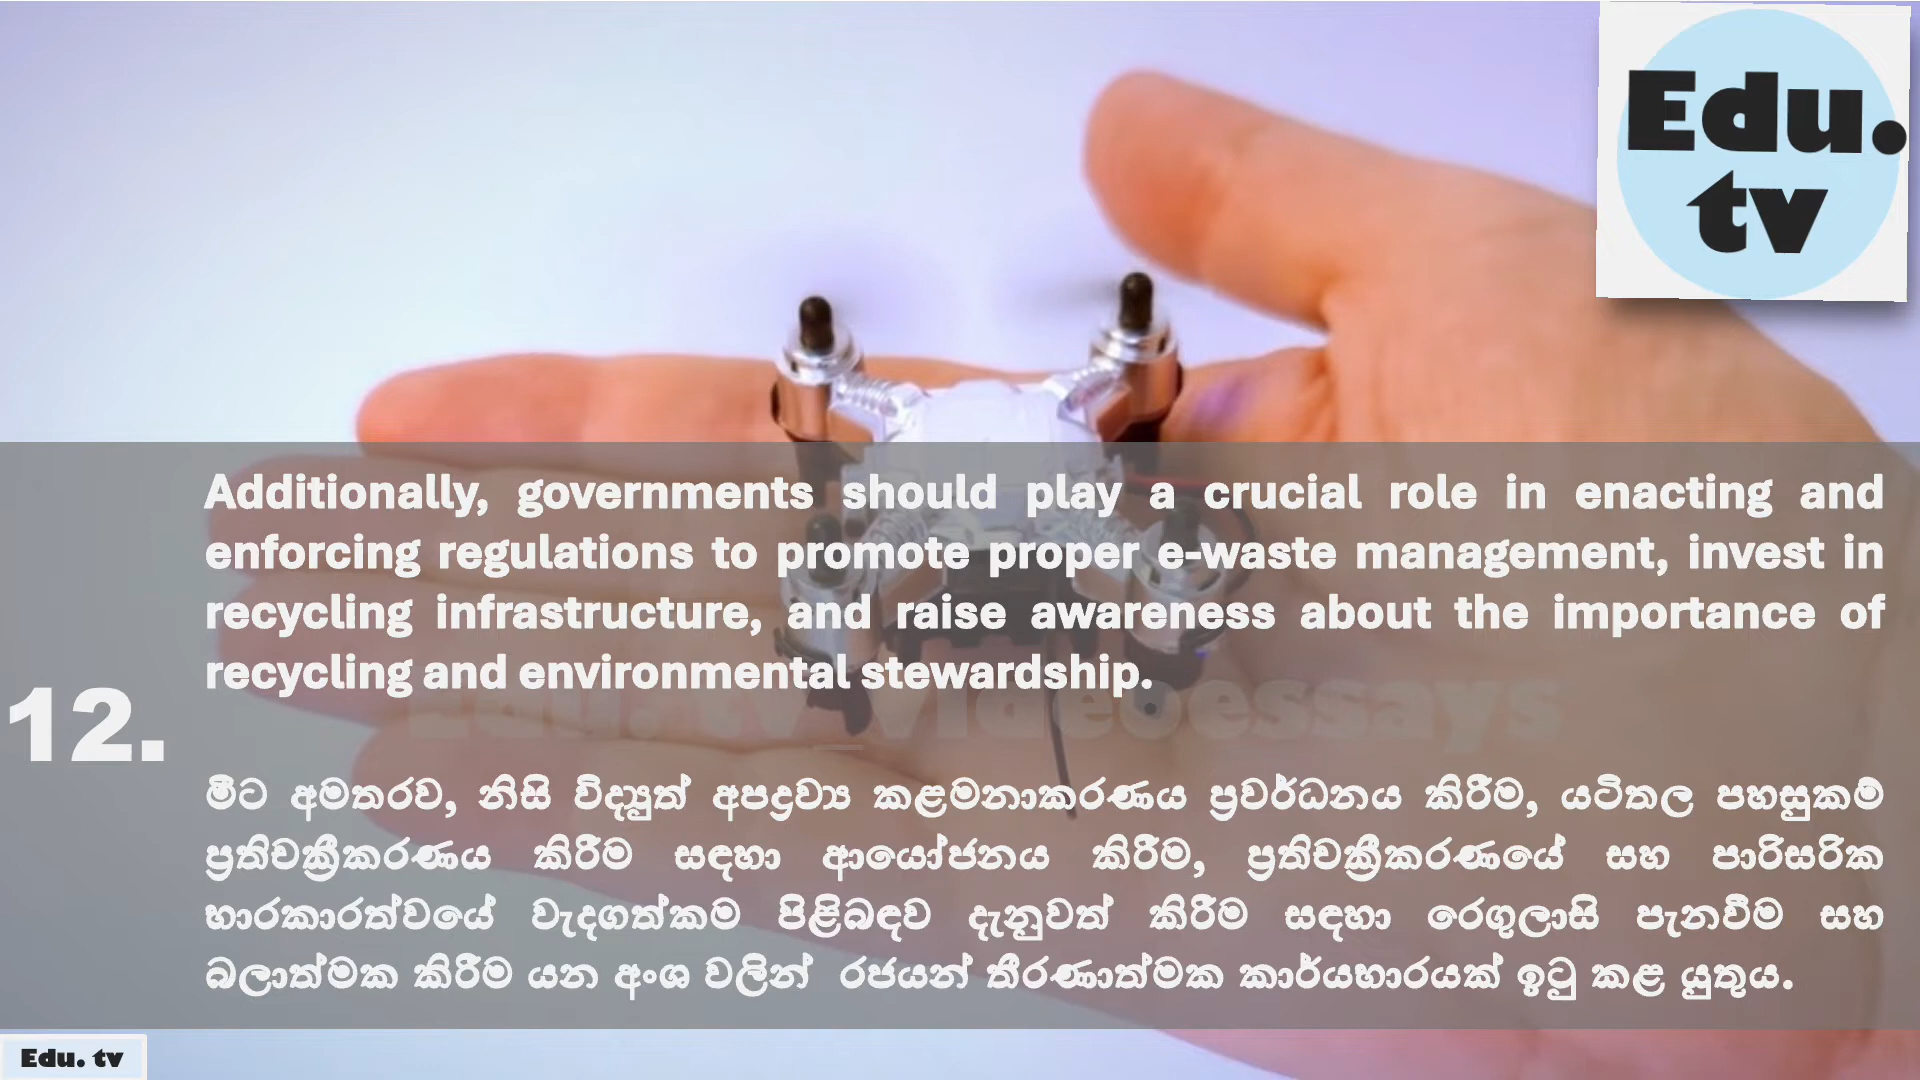 Edu.
tv
Additionally, governments should play a crucial role in enacting and
enforcing regulations to promote proper e-waste management, invest in
recycling infrastructure, and raise awareness about the importance of
recycling and environmental stewardship.
Edu. tv_videoessays
12.
මීට අමතරව, නිසි විද්‍යුත් අපද්‍රව්‍ය කළමනාකරණය ප්‍රවර්ධනය කිරීම, යටිතල පහසුකම්
ප්‍රතිචක්‍රීකරණය කිරීම සඳහා ආයෝජනය කිරීම, ප්‍රතිචක්‍රීකරණයේ සහ පාරිසරික
භාරකාරත්වයේ වැදගත්කම පිළිබඳව දැනුවත් කිරීම සඳහා රෙගුලාසි පැනවීම සහ
බලාත්මක කිරීම යන අංශ වලින් රජයන් තීරණාත්මක කාර්යභාරයක් ඉටු කළ යුතුය.
Edu. tv